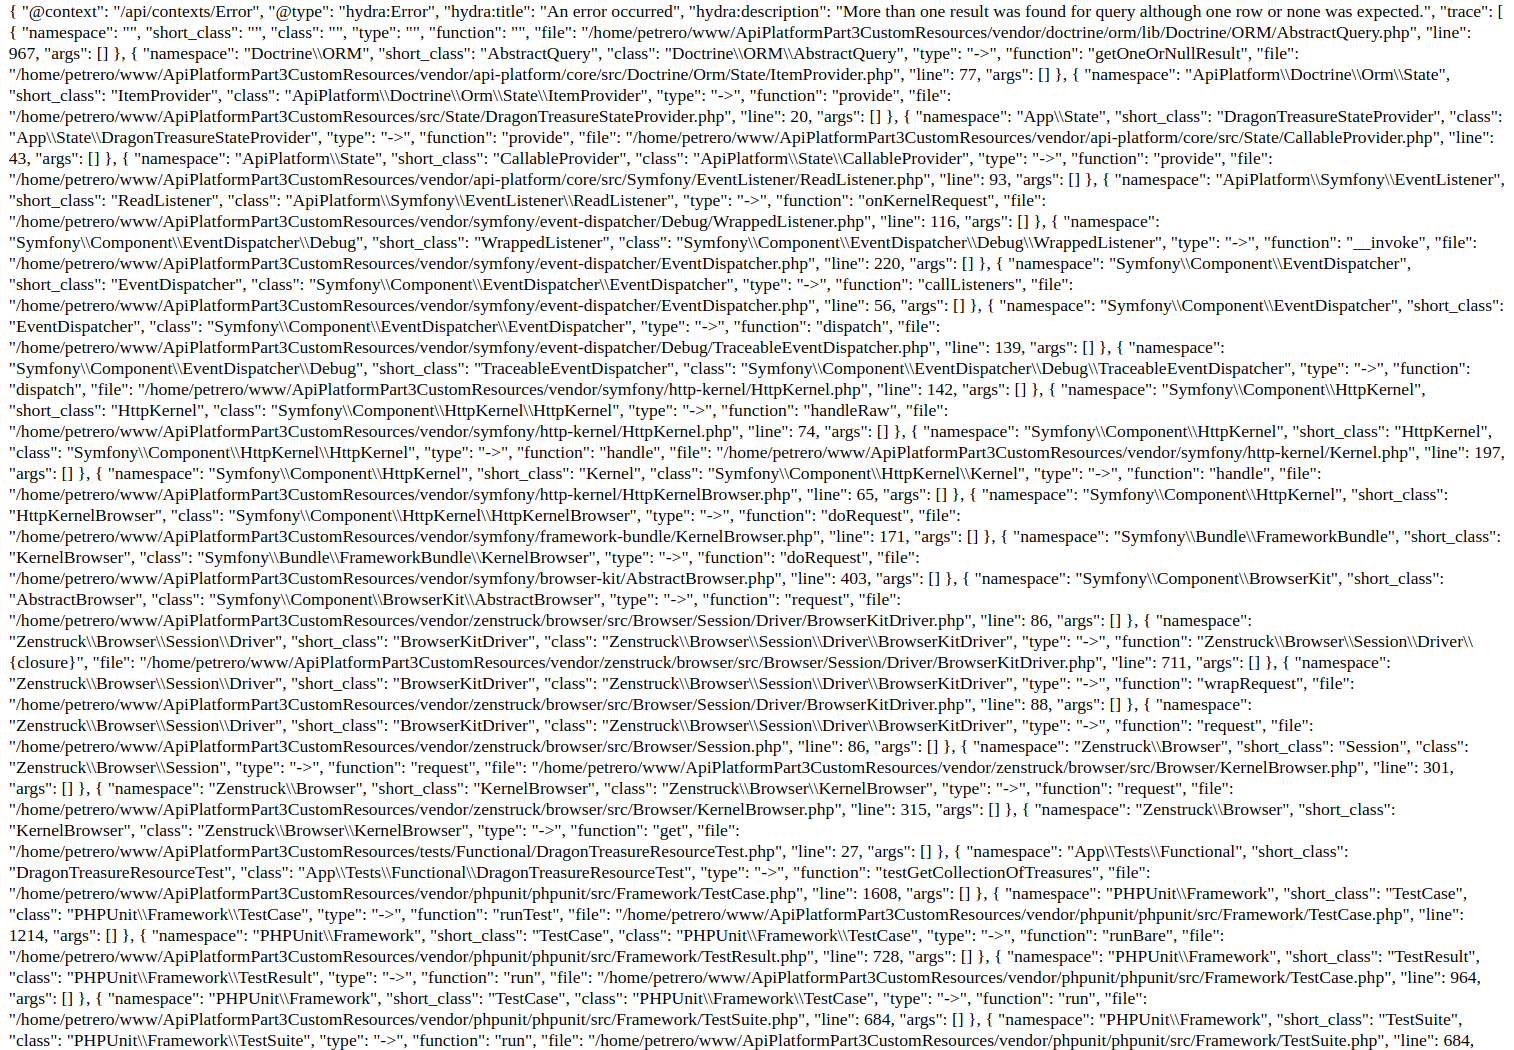 { "@context": "/api/contexts/Error", "@type": "hydra:Error", "hydra:title": "An error occurred", "hydra:description": "More than one result was found for query although one row or none was expected.", "trace": [
{ "namespace": "", "short_class": "", "class": "", "type": "", "function": "", "file": "/home/petrero/www/ApiPlatformPart3CustomResources/vendor/doctrine/orm/lib/Doctrine/ORM/AbstractQuery.php", "line":
967, "args": [] }, { "namespace": "Doctrine\\ORM", "short_class": "AbstractQuery", "class": "Doctrine\\ORM\\AbstractQuery", "type": "->", "function": "getOneOrNullResult", "file":
"/home/petrero/www/ApiPlatformPart3CustomResources/vendor/api-platform/core/src/Doctrine/Orm/State/ItemProvider.php", "line": 77, "args": [] }, { "namespace": "ApiPlatform\\Doctrine\\Orm\\State",
"short_class": "ItemProvider", "class": "ApiPlatform\\Doctrine\\Orm\\State\\ItemProvider", "type": "->", "function": "provide", "file":
"/home/petrero/www/ApiPlatformPart3CustomResources/src/State/DragonTreasureStateProvider.php", "line": 20, "args": [] }, { "namespace": "App\\State", "short_class": "DragonTreasureStateProvider", "class":
"App\\State\\DragonTreasureStateProvider", "type": "->", "function": "provide", "file": "/home/petrero/www/ApiPlatformPart3CustomResources/vendor/api-platform/core/src/State/CallableProvider.php", "line":
43, "args": [] }, { "namespace": "ApiPlatform\\State", "short_class": "CallableProvider", "class": "ApiPlatform\\State\\CallableProvider", "type": "->", "function": "provide", "file":
"/home/petrero/www/ApiPlatformPart3CustomResources/vendor/api-platform/core/src/Symfony/EventListener/ReadListener.php", "line": 93, "args": [] }, { "namespace": "ApiPlatform\\Symfony\\EventListener",
"short_class": "ReadListener", "class": "ApiPlatform\\Symfony\\EventListener\\ReadListener", "type": "->", "function": "onKernelRequest", "file":
"/home/petrero/www/ApiPlatformPart3CustomResources/vendor/symfony/event-dispatcher/Debug/WrappedListener.php", "line": 116, "args": [] }, { "namespace":
"Symfony\\Component\\EventDispatcher\\Debug", "short_class": "WrappedListener", "class": "Symfony\\Component\\EventDispatcher\\Debug\\WrappedListener", "type": "->", "function": "__invoke", "file":
"/home/petrero/www/ApiPlatformPart3CustomResources/vendor/symfony/event-dispatcher/EventDispatcher.php", "line": 220, "args": [] }, { "namespace": "Symfony\\Component\\EventDispatcher",
"short_class": "EventDispatcher", "class": "Symfony\\Component\\EventDispatcher\\EventDispatcher", "type": "->", "function": "callListeners", "file":
"/home/petrero/www/ApiPlatformPart3CustomResources/vendor/symfony/event-dispatcher/EventDispatcher.php", "line": 56, "args": [] }, { "namespace": "Symfony\\Component\\EventDispatcher", "short_class":
"EventDispatcher", "class": "Symfony\\Component\\EventDispatcher\\EventDispatcher", "type": "->", "function": "dispatch", "file":
"/home/petrero/www/ApiPlatformPart3CustomResources/vendor/symfony/event-dispatcher/Debug/TraceableEventDispatcher.php", "line": 139, "args": [] }, { "namespace":
"Symfony\\Component\\EventDispatcher\\Debug", "short_class": "TraceableEventDispatcher", "class": "Symfony\\Component\\EventDispatcher\\Debug\\TraceableEventDispatcher", "type": "->", "function":
"dispatch", "file": "/home/petrero/www/ApiPlatformPart3CustomResources/vendor/symfony/http-kernel/HttpKernel.php", "line": 142, "args": [] }, { "namespace": "Symfony\\Component\\HttpKernel",
"short_class": "HttpKernel", "class": "Symfony\\Component\\HttpKernel\\HttpKernel", "type": "->", "function": "handleRaw", "file":
"/home/petrero/www/ApiPlatformPart3CustomResources/vendor/symfony/http-kernel/HttpKernel.php", "line": 74, "args": [] }, { "namespace": "Symfony\\Component\\HttpKernel", "short_class": "HttpKernel",
"class": "Symfony\\Component\\HttpKernel\\HttpKernel", "type": "->", "function": "handle", "file": "/home/petrero/www/ApiPlatformPart3CustomResources/vendor/symfony/http-kernel/Kernel.php", "line": 197,
"args": [] }, { "namespace": "Symfony\\Component\\HttpKernel", "short_class": "Kernel", "class": "Symfony\\Component\\HttpKernel\\Kernel", "type": "->", "function": "handle", "file":
"/home/petrero/www/ApiPlatformPart3CustomResources/vendor/symfony/http-kernel/HttpKernelBrowser.php", "line": 65, "args": [] }, { "namespace": "Symfony\\Component\\HttpKernel", "short_class":
"HttpKernelBrowser", "class": "Symfony\\Component\\HttpKernel\\HttpKernelBrowser", "type": "->", "function": "doRequest", "file":
"/home/petrero/www/ApiPlatformPart3CustomResources/vendor/symfony/framework-bundle/KernelBrowser.php", "line": 171, "args": [] }, { "namespace": "Symfony\\Bundle\\FrameworkBundle", "short_class":
"KernelBrowser", "class": "Symfony\\Bundle\\FrameworkBundle\\KernelBrowser", "type": "->", "function": "doRequest", "file":
"/home/petrero/www/ApiPlatformPart3CustomResources/vendor/symfony/browser-kit/AbstractBrowser.php", "line": 403, "args": [] }, { "namespace": "Symfony\\Component\\BrowserKit", "short_class":
"AbstractBrowser", "class": "Symfony\\Component\\BrowserKit\\AbstractBrowser", "type": "->", "function": "request", "file":
"/home/petrero/www/ApiPlatformPart3CustomResources/vendor/zenstruck/browser/src/Browser/Session/Driver/BrowserKitDriver.php", "line": 86, "args": [] }, { "namespace":
"Zenstruck\\Browser\\Session\\Driver", "short_class": "BrowserKitDriver", "class": "Zenstruck\\Browser\\Session\\Driver\\BrowserKitDriver", "type": "->", "function": "Zenstruck\\Browser\\Session\\Driver\\
{closure}", "file": "/home/petrero/www/ApiPlatformPart3CustomResources/vendor/zenstruck/browser/src/Browser/Session/Driver/BrowserKitDriver.php", "line": 711, "args": [] }, { "namespace":
"Zenstruck\\Browser\\Session\\Driver", "short_class": "BrowserKitDriver", "class": "Zenstruck\\Browser\\Session\\Driver\\BrowserKitDriver", "type": "->", "function": "wrapRequest", "file":
"/home/petrero/www/ApiPlatformPart3CustomResources/vendor/zenstruck/browser/src/Browser/Session/Driver/BrowserKitDriver.php", "line": 88, "args": [] }, { "namespace":
"Zenstruck\\Browser\\Session\\Driver", "short_class": "BrowserKitDriver", "class": "Zenstruck\\Browser\\Session\\Driver\\BrowserKitDriver", "type": "->", "function": "request", "file":
"/home/petrero/www/ApiPlatformPart3CustomResources/vendor/zenstruck/browser/src/Browser/Session.php", "line": 86, "args": [] }, { "namespace": "Zenstruck\\Browser", "short_class": "Session", "class":
"Zenstruck\\Browser\\Session", "type": "->", "function": "request", "file": "/home/petrero/www/ApiPlatformPart3CustomResources/vendor/zenstruck/browser/src/Browser/KernelBrowser.php", "line": 301,
"args": [] }, { "namespace": "Zenstruck\\Browser", "short_class": "KernelBrowser", "class": "Zenstruck\\Browser\\KernelBrowser", "type": "->", "function": "request", "file":
"/home/petrero/www/ApiPlatformPart3CustomResources/vendor/zenstruck/browser/src/Browser/KernelBrowser.php", "line": 315, "args": [] }, { "namespace": "Zenstruck\\Browser", "short_class":
"KernelBrowser", "class": "Zenstruck\\Browser\\KernelBrowser", "type": "->", "function": "get", "file":
"/home/petrero/www/ApiPlatformPart3CustomResources/tests/Functional/DragonTreasureResourceTest.php", "line": 27, "args": [] }, { "namespace": "App\\Tests\\Functional", "short_class":
"DragonTreasureResourceTest", "class": "App\\Tests\\Functional\\DragonTreasureResourceTest", "type": "->", "function": "testGetCollectionOfTreasures", "file":
"/home/petrero/www/ApiPlatformPart3CustomResources/vendor/phpunit/phpunit/src/Framework/TestCase.php", "line": 1608, "args": [] }, { "namespace": "PHPUnit\\Framework", "short_class": "TestCase",
"class": "PHPUnit\\Framework\\TestCase", "type": "->", "function": "runTest", "file": "/home/petrero/www/ApiPlatformPart3CustomResources/vendor/phpunit/phpunit/src/Framework/TestCase.php", "line":
1214, "args": [] }, { "namespace": "PHPUnit\\Framework", "short_class": "TestCase", "class": "PHPUnit\\Framework\\TestCase", "type": "->", "function": "runBare", "file":
"/home/petrero/www/ApiPlatformPart3CustomResources/vendor/phpunit/phpunit/src/Framework/TestResult.php", "line": 728, "args": [] }, { "namespace": "PHPUnit\\Framework", "short_class": "TestResult",
"class": "PHPUnit\\Framework\\TestResult", "type": "->", "function": "run", "file": "/home/petrero/www/ApiPlatformPart3CustomResources/vendor/phpunit/phpunit/src/Framework/TestCase.php", "line": 964,
"args": [] }, { "namespace": "PHPUnit\\Framework", "short_class": "TestCase", "class": "PHPUnit\\Framework\\TestCase", "type": "->", "function": "run", "file":
"/home/petrero/www/ApiPlatformPart3CustomResources/vendor/phpunit/phpunit/src/Framework/TestSuite.php", "line": 684, "args": [] }, { "namespace": "PHPUnit\\Framework", "short_class": "TestSuite",
"class": "PHPUnit\\Framework\\TestSuite", "type": "->", "function": "run", "file": "/home/petrero/www/ApiPlatformPart3CustomResources/vendor/phpunit/phpunit/src/Framework/TestSuite.php", "line": 684,